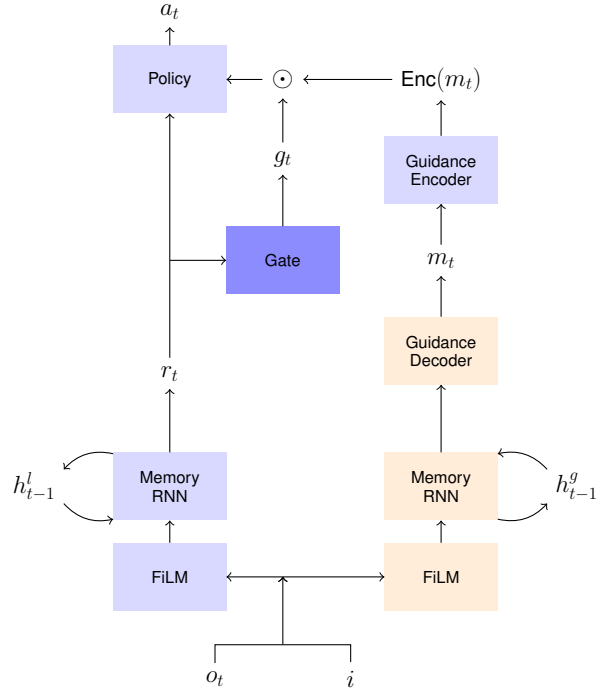 a_t
Policy
⊙
Enc(m_t)
Guidance
Encoder
g_t
Gate
m_t
Guidance
Decoder
r_t
h^l_{t-1}
Memory
RNN
Memory
RNN
h^g_{t-1}
FiLM
FiLM
o_t
i